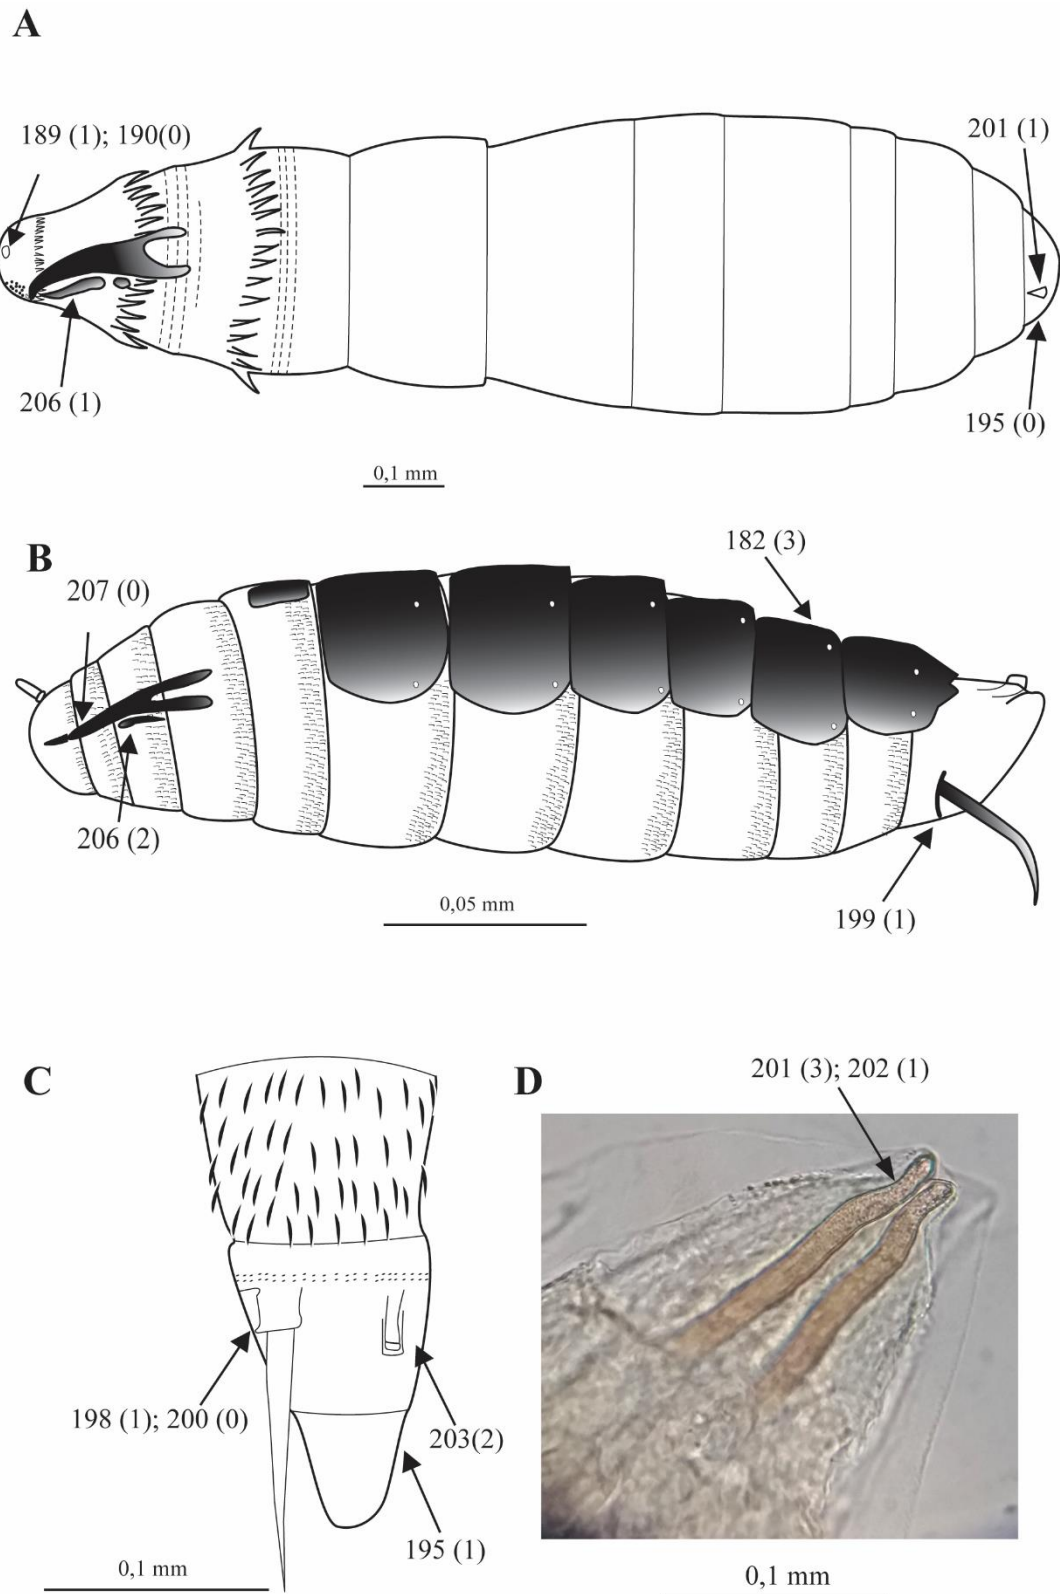 A
189 (1); 190(0)
201 (1)
206 (1)
195 (0)
0,1 mm
B
182 (3)
207 (0)
206 (2)
199 (1)
0,05 mm
C
D
201 (3); 202 (1)
198 (1); 200 (0)
203(2)
195 (1)
0,1 mm
0,1 mm